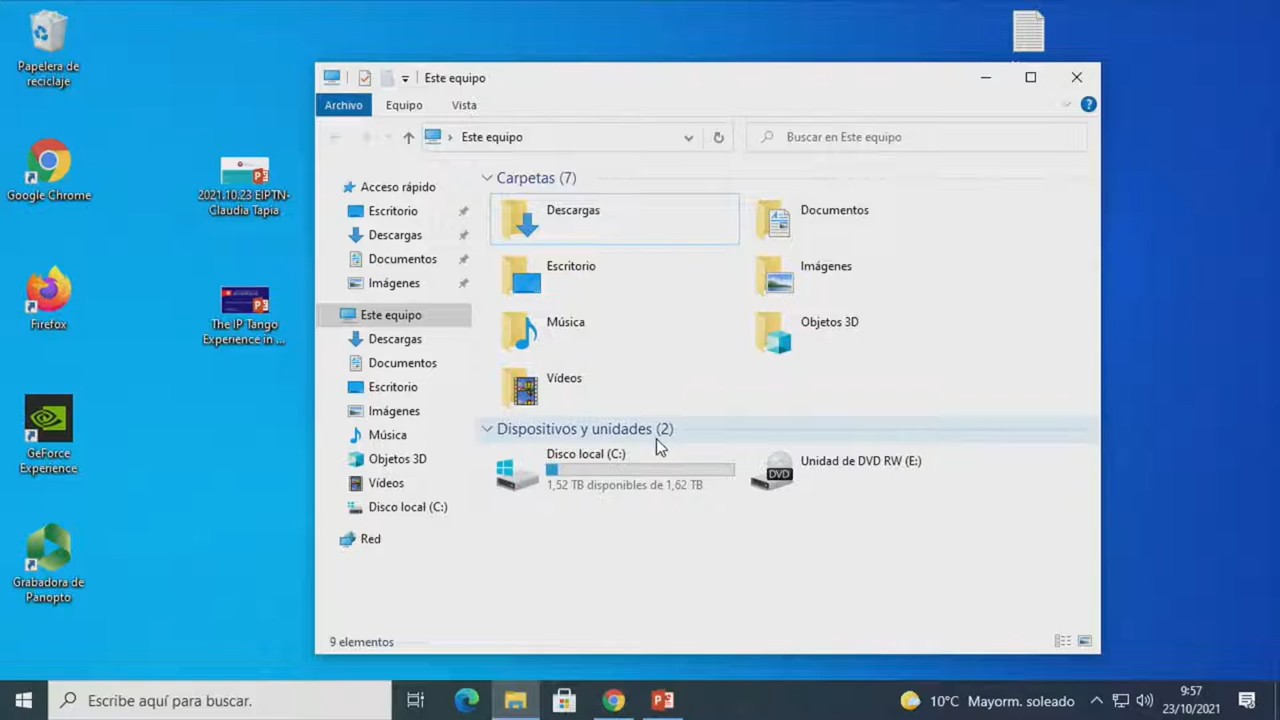 Papelera de
reciclaje
Google Chrome
Firefox
GeForce
Experience
Grabadora de
Panopto
2021.10.23 EIPTN-
Claudia Tapia
The IP Tango
Experience in ...
Este equipo
Archivo
Equipo
Vista
Este equipo
Buscar en Este equipo
Acceso rápido
Escritorio
Descargas
Documentos
Imágenes
Este equipo
Descargas
Documentos
Escritorio
Imágenes
Música
Objetos 3D
Vídeos
Disco local (C:)
Red
Carpetas (7)
Descargas
Documentos
Escritorio
Imágenes
Música
Objetos 3D
Vídeos
Dispositivos y unidades (2)
Disco local (C:)
1,52 TB disponibles de 1,62 TB
DVD
Unidad de DVD RW (E:)
9 elementos
Escribe aquí para buscar.
10°C Mayorm. soleado
9:57
23/10/2021